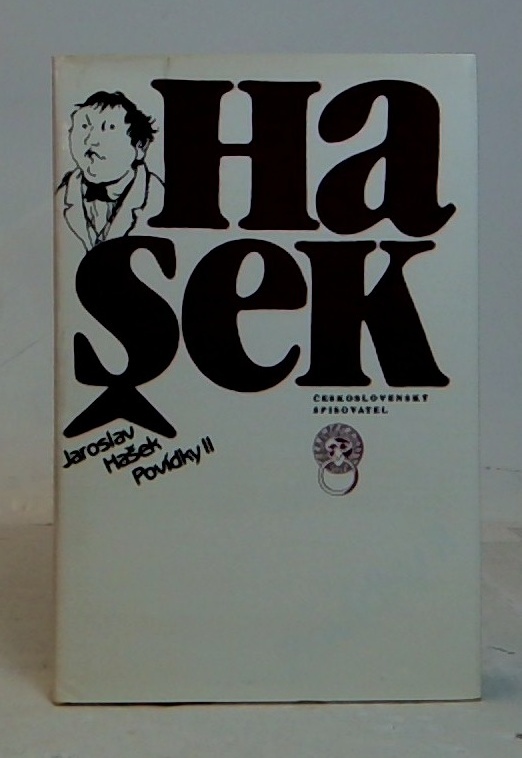 Ha
šek
ČESKOSLOVENSKÝ
SPISOVATEL
Jaroslav
Hašek
Povídky II